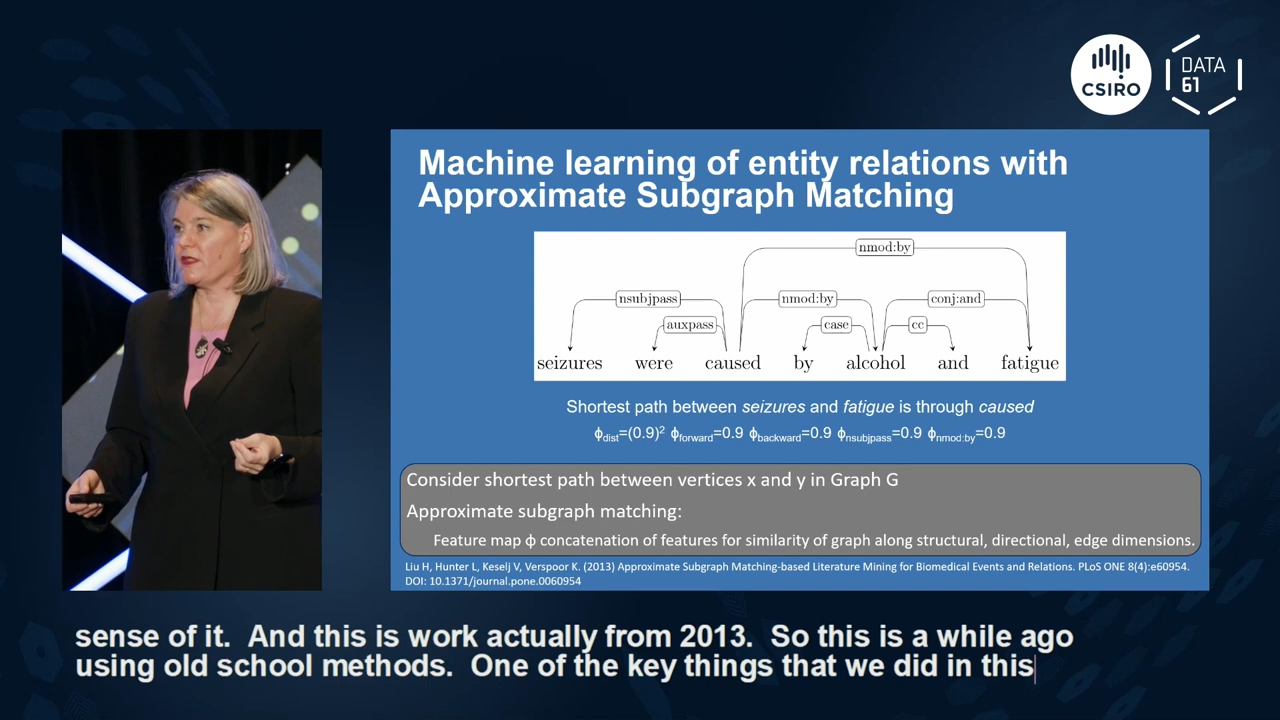 CSIRO
DATA
61
Machine learning of entity relations with
Approximate Subgraph Matching
nmod:by
nsubjpass
nmod:by
conj:and
auxpass
case
cc
seizures were caused by alcohol and fatigue
Shortest path between seizures and fatigue is through caused
ϕdist=(0.9)² ϕforward=0.9 ϕbackward=0.9 ϕnsubjpass=0.9 ϕnmod:by=0.9
Consider shortest path between vertices x and y in Graph G
Approximate subgraph matching:
Feature map ϕ concatenation of features for similarity of graph along structural, directional, edge dimensions.
Liu H, Hunter L, Keselj V, Verspoor K. (2013) Approximate Subgraph Matching-based Literature Mining for Biomedical Events and Relations. PLoS ONE 8(4):e60954.
DOI: 10.1371/journal.pone.0060954
sense of it. And this is work actually from 2013. So this is a while ago
using old school methods. One of the key things that we did in this